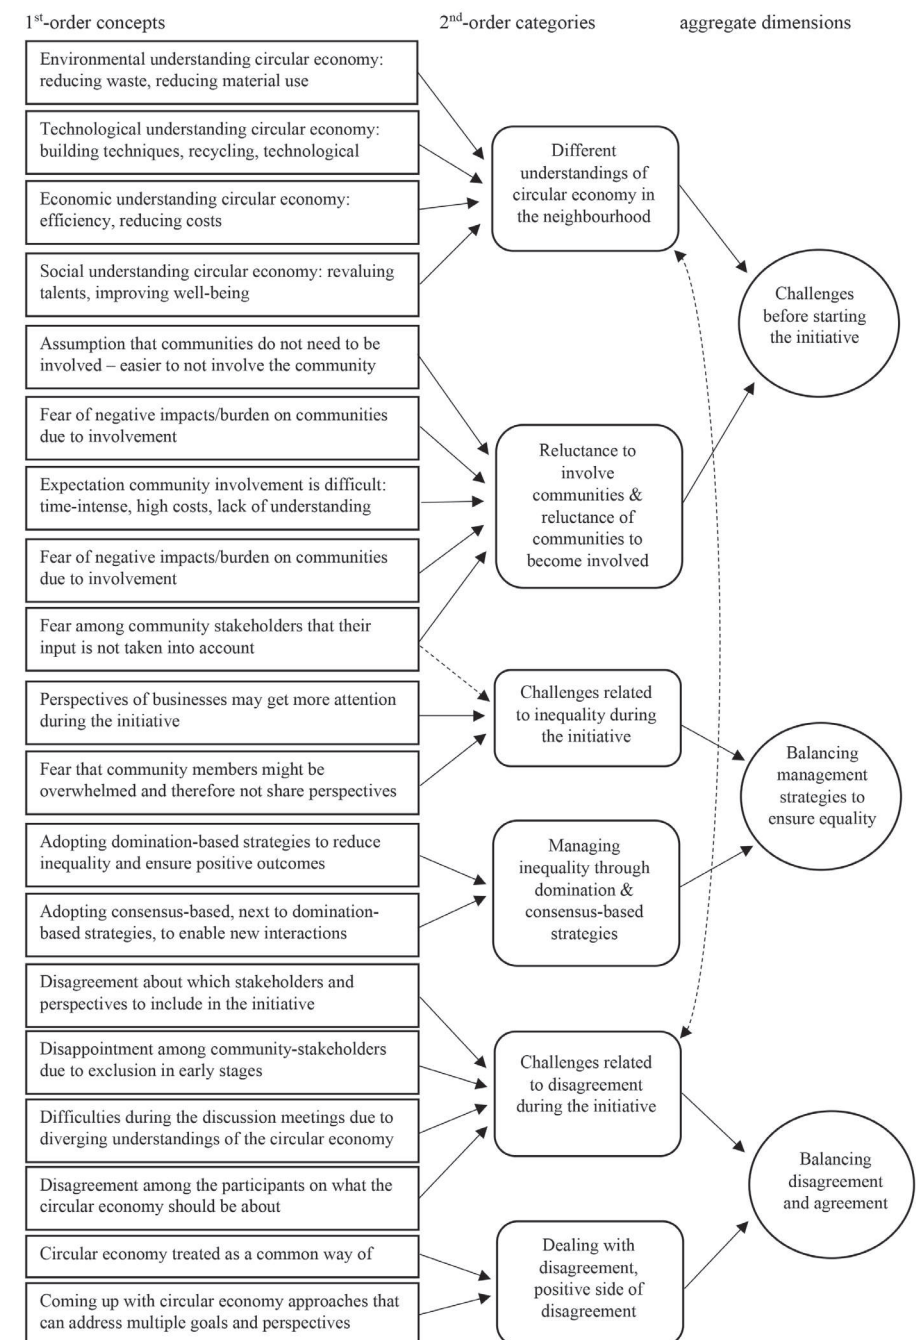 1st-order concepts
2nd-order categories
aggregate dimensions
Environmental understanding circular economy:
reducing waste, reducing material use
Technological understanding circular economy:
building techniques, recycling, technological
Economic understanding circular economy:
efficiency, reducing costs
Social understanding circular economy: revaluing
talents, improving well-being
Assumption that communities do not need to be
involved – easier to not involve the community
Fear of negative impacts/burden on communities
due to involvement
Expectation community involvement is difficult:
time-intense, high costs, lack of understanding
Fear of negative impacts/burden on communities
due to involvement
Fear among community stakeholders that their
input is not taken into account
Perspectives of businesses may get more attention
during the initiative
Fear that community members might be
overwhelmed and therefore not share perspectives
Adopting domination-based strategies to reduce
inequality and ensure positive outcomes
Adopting consensus-based, next to domination-
based strategies, to enable new interactions
Disagreement about which stakeholders and
perspectives to include in the initiative
Disappointment among community-stakeholders
due to exclusion in early stages
Difficulties during the discussion meetings due to
diverging understandings of the circular economy
Disagreement among the participants on what the
circular economy should be about
Circular economy treated as a common way of
Coming up with circular economy approaches that
can address multiple goals and perspectives
Different
understandings of
circular economy in
the neighbourhood
Reluctance to
involve
communities &
reluctance of
communities to
become involved
Challenges related
to inequality during
the initiative
Managing
inequality through
domination &
consensus-based
strategies
Challenges related
to disagreement
during the initiative
Dealing with
disagreement,
positive side of
disagreement
Challenges
before starting
the initiative
Balancing
management
strategies to
ensure equality
Balancing
disagreement
and agreement